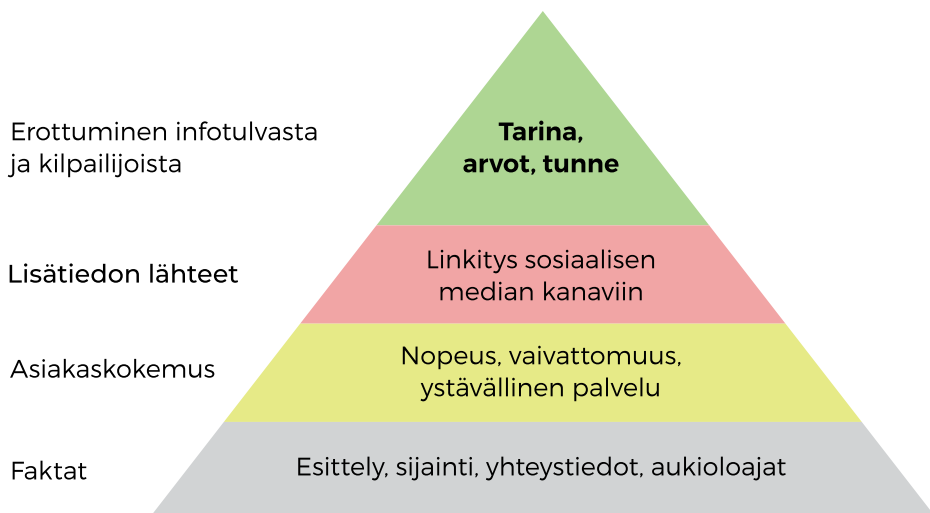 Erottuminen infotulvasta
ja kilpailijoista
Tarina,
arvot, tunne
Lisätiedon lähteet
Linkitys sosiaalisen
median kanaviin
Asiakaskokemus
Nopeus, vaivattomuus,
ystävällinen palvelu
Faktat
Esittely, sijainti, yhteystiedot, aukioloajat